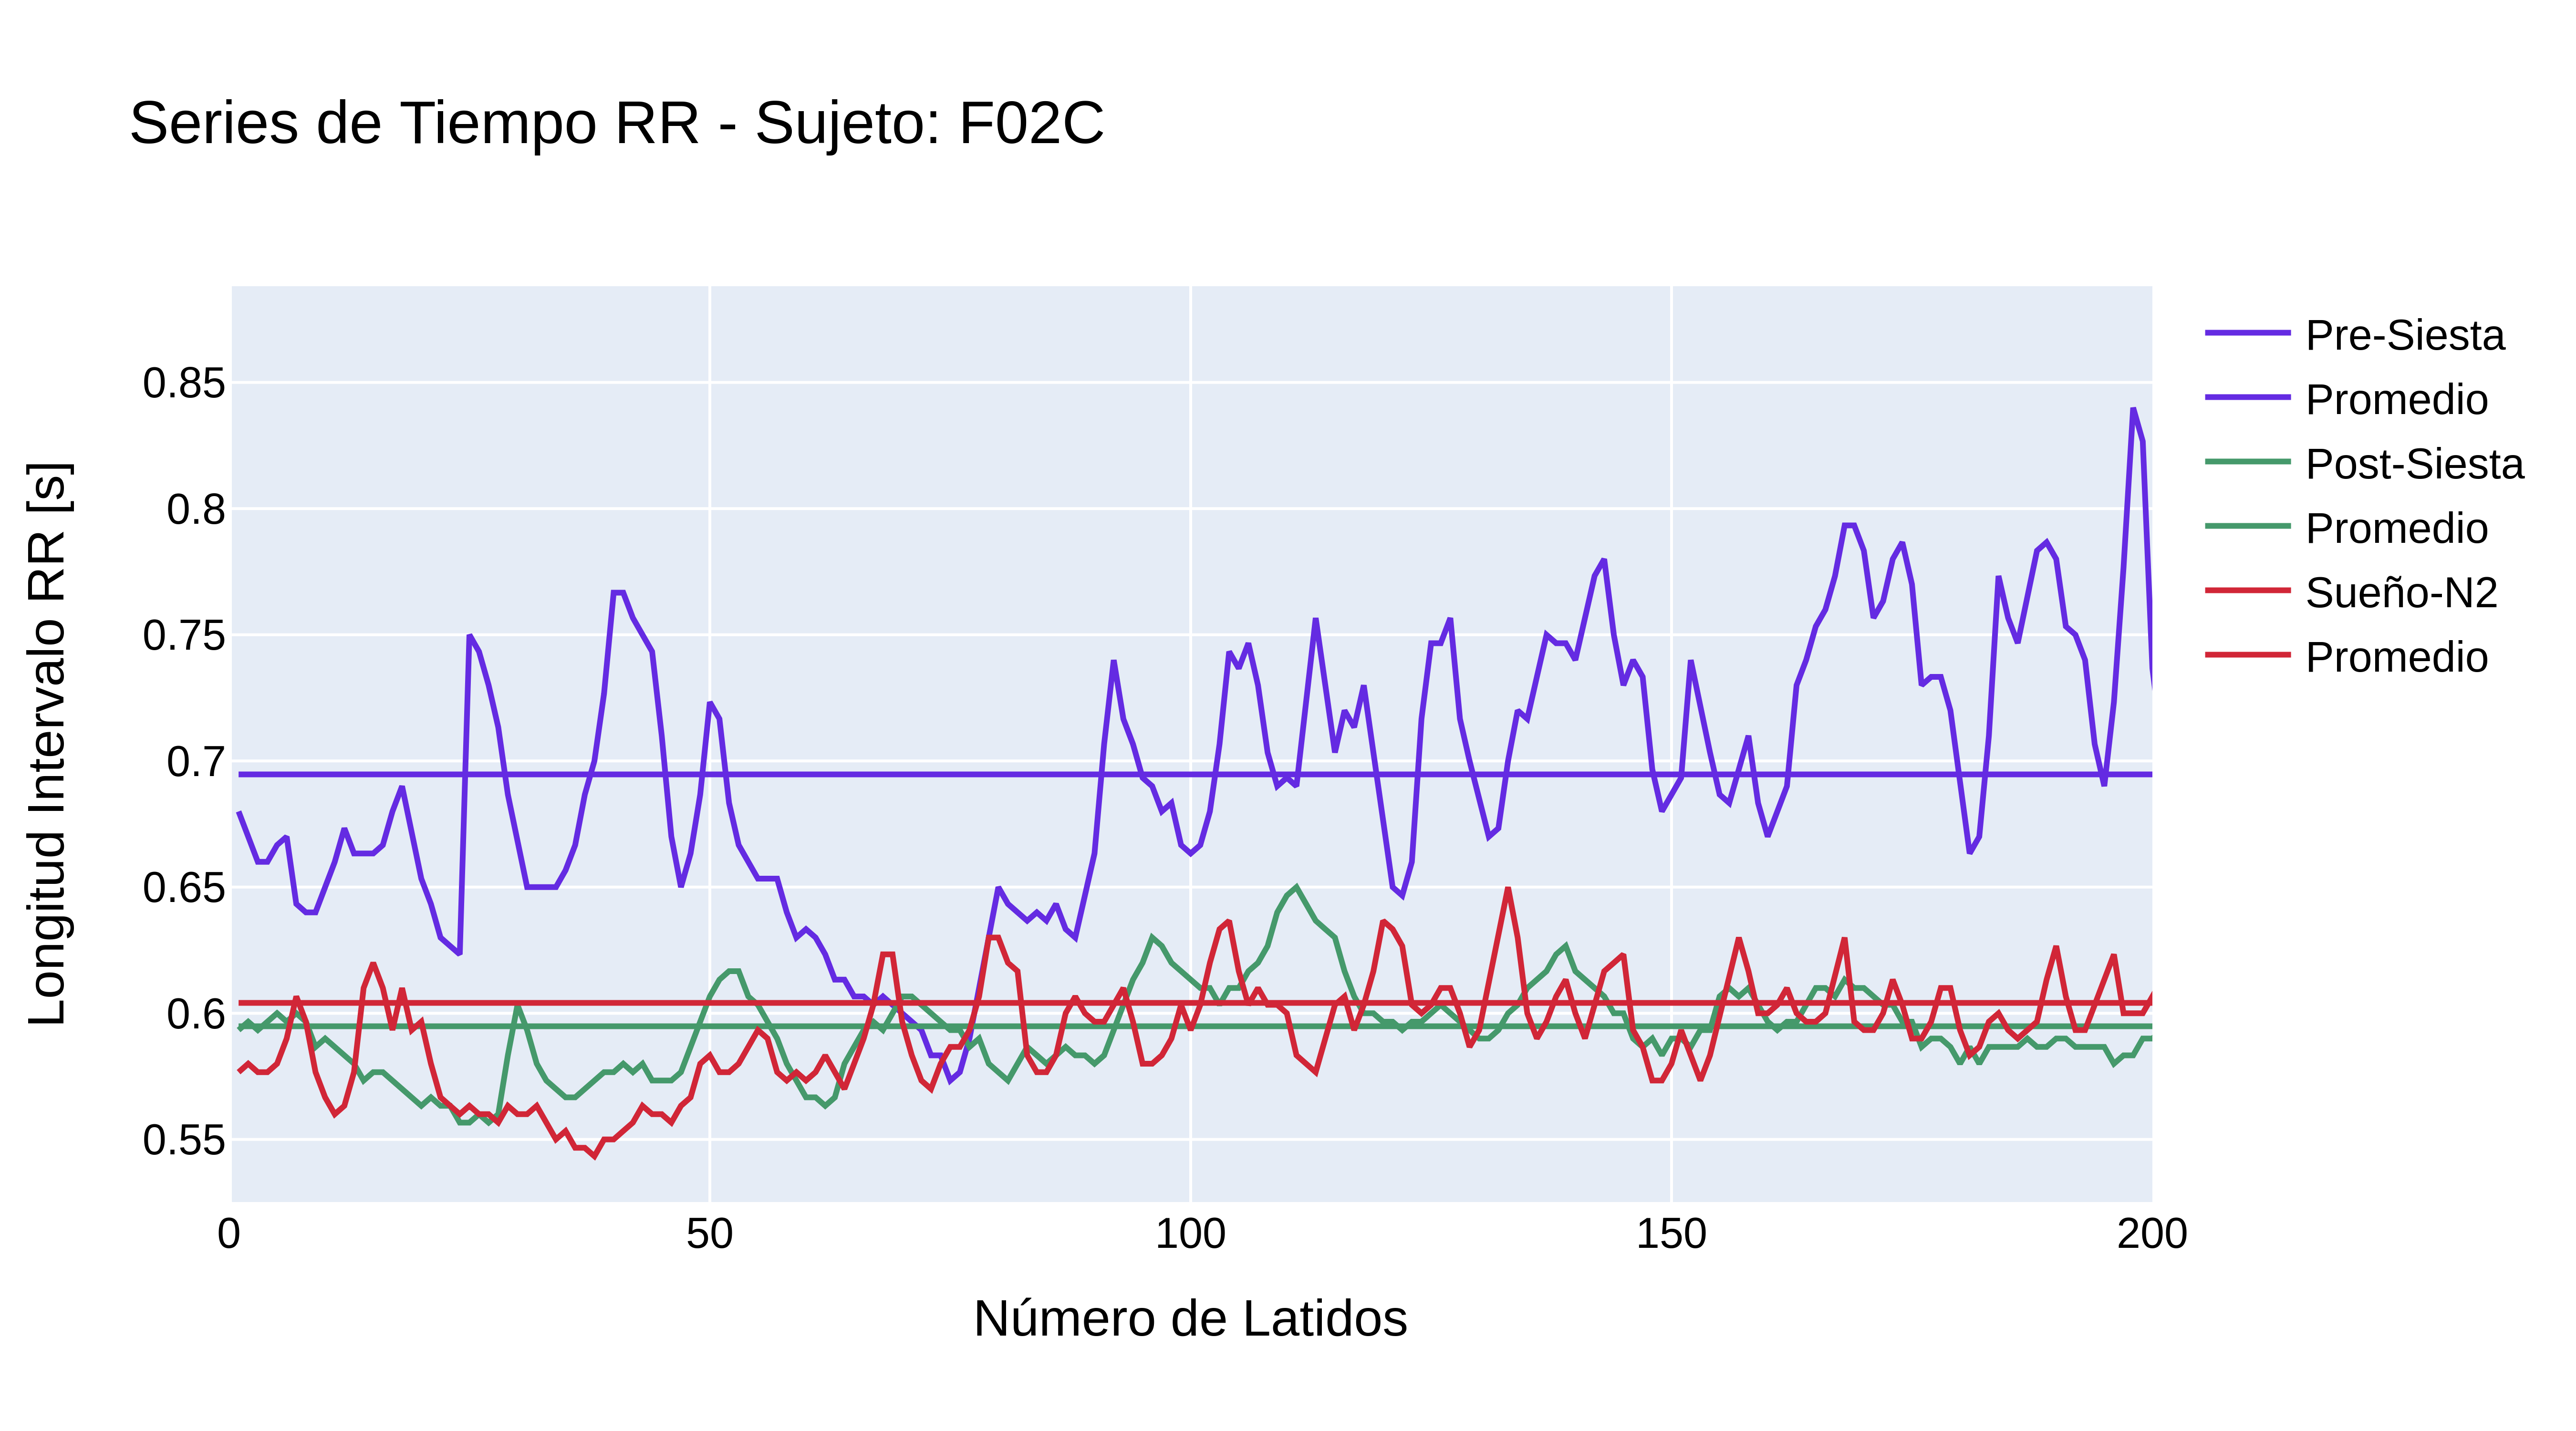 Series de Tiempo RR - Sujeto: F02C
Longitud Intervalo RR [s]
0.85
0.8
0.75
0.7
0.65
0.6
0.55
0
50
100
150
200
Número de Latidos
Pre-Siesta
Promedio
Post-Siesta
Promedio
Sueño-N2
Promedio